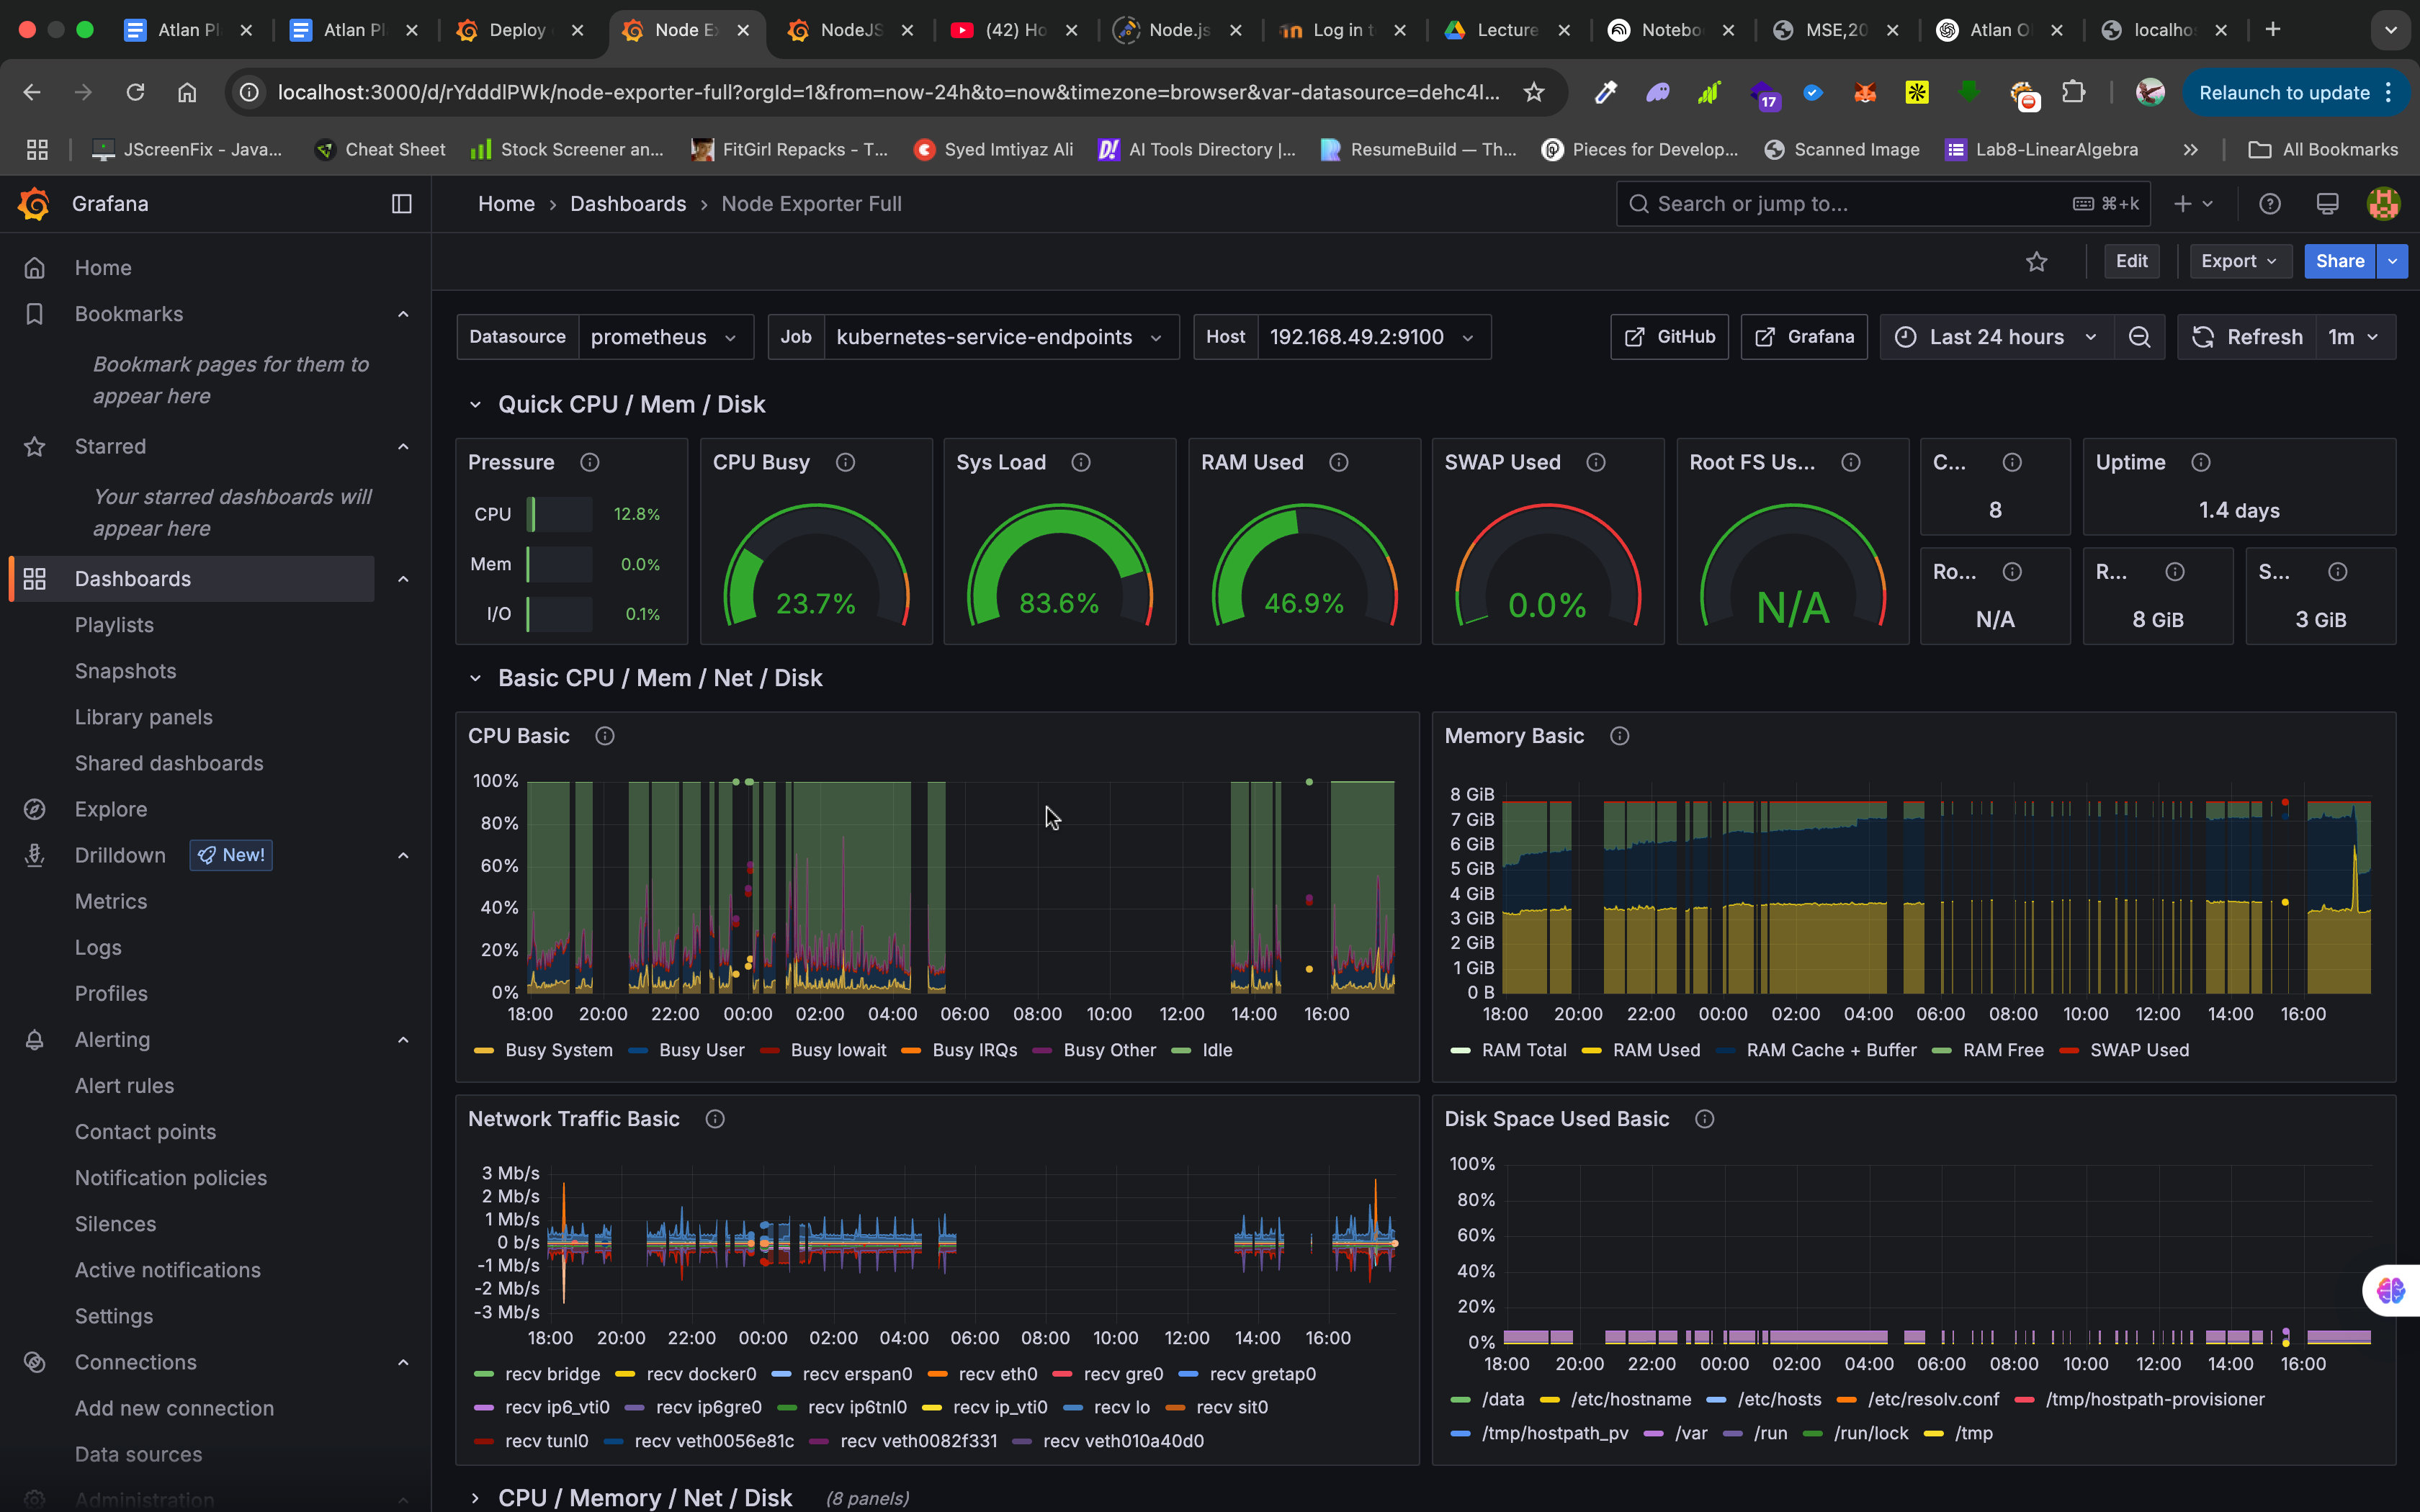 Atlan Pl
Atlan Pl
Deploy
Node Ex
NodeJS
(42) Ho
Node.js
Log in t
Lecture
Notebo
MSE,20
Atlan O
localhos
localhost:3000/d/rYdddlPWk/node-exporter-full?orgId=1&from=now-24h&to=now&timezone=browser&var-datasource=dehc4l...
17
Relaunch to update
JScreenFix - Java...
Cheat Sheet
Stock Screener an...
FitGirl Repacks - T...
Syed Imtiyaz Ali
AI Tools Directory |...
ResumeBuild — Th...
Pieces for Develop...
Scanned Image
Lab8-LinearAlgebra
All Bookmarks
Grafana
Home › Dashboards › Node Exporter Full
Search or jump to...
⌘+k
Edit
Export
Share
Home
Bookmarks
Bookmark pages for them to
appear here
Starred
Your starred dashboards will
appear here
Dashboards
Playlists
Snapshots
Library panels
Shared dashboards
Explore
Drilldown
New!
Metrics
Logs
Profiles
Alerting
Alert rules
Contact points
Notification policies
Silences
Active notifications
Settings
Connections
Add new connection
Data sources
Administration
Datasource
prometheus
Job
kubernetes-service-endpoints
Host
192.168.49.2:9100
GitHub
Grafana
Last 24 hours
Refresh
1m
Quick CPU / Mem / Disk
Pressure
CPU 12.8%
Mem 0.0%
I/O 0.1%
CPU Busy
23.7%
Sys Load
83.6%
RAM Used
46.9%
SWAP Used
0.0%
Root FS Us...
N/A
C...
8
Uptime
1.4 days
Ro...
N/A
R...
8 GiB
S...
3 GiB
Basic CPU / Mem / Net / Disk
CPU Basic
100%
80%
60%
40%
20%
0%
18:00 20:00 22:00 00:00 02:00 04:00 06:00 08:00 10:00 12:00 14:00 16:00
Busy System Busy User Busy Iowait Busy IRQs Busy Other Idle
Memory Basic
8 GiB
7 GiB
6 GiB
5 GiB
4 GiB
3 GiB
2 GiB
1 GiB
0 B
18:00 20:00 22:00 00:00 02:00 04:00 06:00 08:00 10:00 12:00 14:00 16:00
RAM Total RAM Used RAM Cache + Buffer RAM Free SWAP Used
Network Traffic Basic
3 Mb/s
2 Mb/s
1 Mb/s
0 b/s
-1 Mb/s
-2 Mb/s
-3 Mb/s
18:00 20:00 22:00 00:00 02:00 04:00 06:00 08:00 10:00 12:00 14:00 16:00
recv bridge recv docker0 recv erspan0 recv eth0 recv gre0 recv gretap0
recv ip6_vti0 recv ip6gre0 recv ip6tnl0 recv ip_vti0 recv lo recv sit0
recv tunl0 recv veth0056e81c recv veth0082f331 recv veth010a40d0
Disk Space Used Basic
100%
80%
60%
40%
20%
0%
18:00 20:00 22:00 00:00 02:00 04:00 06:00 08:00 10:00 12:00 14:00 16:00
/data /etc/hostname /etc/hosts /etc/resolv.conf /tmp/hostpath-provisioner
/tmp/hostpath_pv /var /run /run/lock /tmp
CPU / Memory / Net / Disk (8 panels)